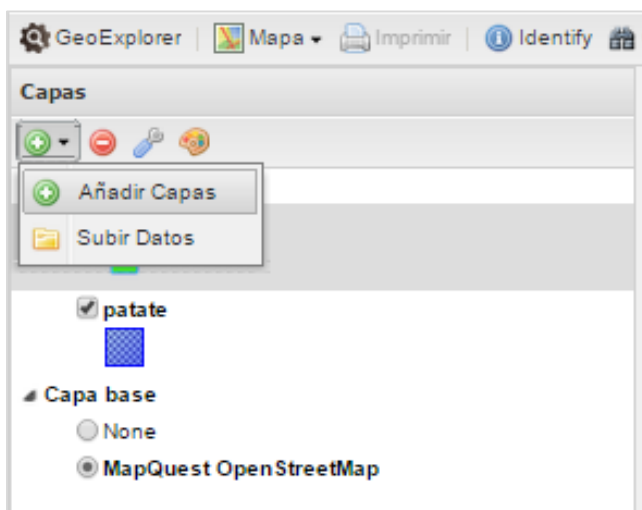 GeoExplorer Mapa Imprimir Identify
Capas
Añadir Capas
Subir Datos
patate
Capa base
None
MapQuest OpenStreetMap